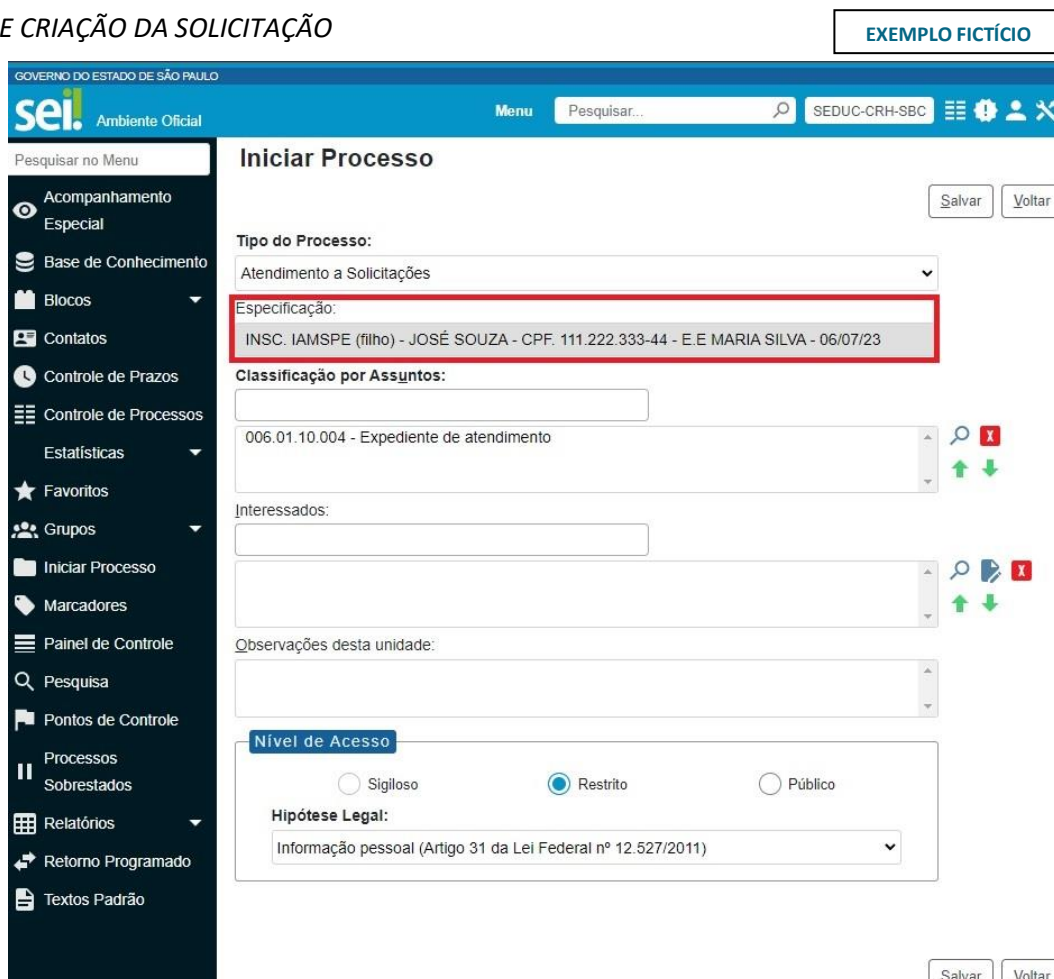 E CRIAÇÃO DA SOLICITAÇÃO
EXEMPLO FICTÍCIO
GOVERNO DO ESTADO DE SÃO PAULO
sei!
Ambiente Oficial
Menu
Pesquisar...
SEDUC-CRH-SBC
Pesquisar no Menu
Acompanhamento
Especial
Base de Conhecimento
Blocos
Contatos
Controle de Prazos
Controle de Processos
Estatísticas
Favoritos
Grupos
Iniciar Processo
Marcadores
Painel de Controle
Pesquisa
Pontos de Controle
Processos
Sobrestados
Relatórios
Retorno Programado
Textos Padrão
Iniciar Processo
Salvar
Voltar
Tipo do Processo:
Atendimento a Solicitações
Especificação:
INSC. IAMSPE (filho) - JOSÉ SOUZA - CPF. 111.222.333-44 - E.E MARIA SILVA - 06/07/23
Classificação por Assuntos:
006.01.10.004 - Expediente de atendimento
Interessados:
Observações desta unidade:
Nível de Acesso
Sigiloso
Restrito
Público
Hipótese Legal:
Informação pessoal (Artigo 31 da Lei Federal nº 12.527/2011)
Salvar
Voltar